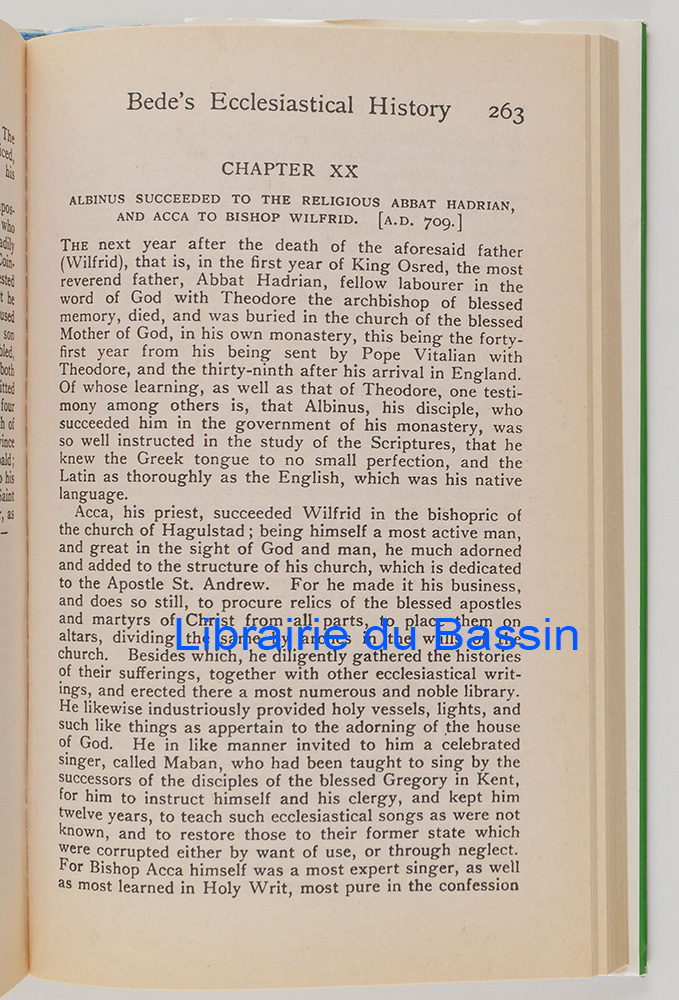 Bede's Ecclesiastical History 263
CHAPTER XX
ALBINUS SUCCEEDED TO THE RELIGIOUS ABBAT HADRIAN,
AND ACCA TO BISHOP WILFRID. [A.D. 709.]
THE next year after the death of the aforesaid father
(Wilfrid), that is, in the first year of King Osred, the most
reverend father, Abbat Hadrian, fellow labourer in the
word of God with Theodore the archbishop of blessed
memory, died, and was buried in the church of the blessed
Mother of God, in his own monastery, this being the forty-
first year from his being sent by Pope Vitalian with
Theodore, and the thirty-ninth after his arrival in England.
Of whose learning, as well as that of Theodore, one testi-
mony among others is, that Albinus, his disciple, who
succeeded him in the government of his monastery, was
so well instructed in the study of the Scriptures, that he
knew the Greek tongue to no small perfection, and the
Latin as thoroughly as the English, which was his native
language.
Acca, his priest, succeeded Wilfrid in the bishopric of
the church of Hagulstad; being himself a most active man,
and great in the sight of God and man, he much adorned
and added to the structure of his church, which is dedicated
to the Apostle St. Andrew. For he made it his business,
and does so still, to procure relics of the blessed apostles
and martyrs of Christ from all parts, to place them on
altars, dividing the same by arches in the walls of the
Librairie du Bassin
church. Besides which, he diligently gathered the histories
of their sufferings, together with other ecclesiastical writ-
ings, and erected there a most numerous and noble library.
He likewise industriously provided holy vessels, lights, and
such like things as appertain to the adorning of the house
of God. He in like manner invited to him a celebrated
singer, called Maban, who had been taught to sing by the
successors of the disciples of the blessed Gregory in Kent,
for him to instruct himself and his clergy, and kept him
twelve years, to teach such ecclesiastical songs as were not
known, and to restore those to their former state which
were corrupted either by want of use, or through neglect.
For Bishop Acca himself was a most expert singer, as well
as most learned in Holy Writ, most pure in the confession